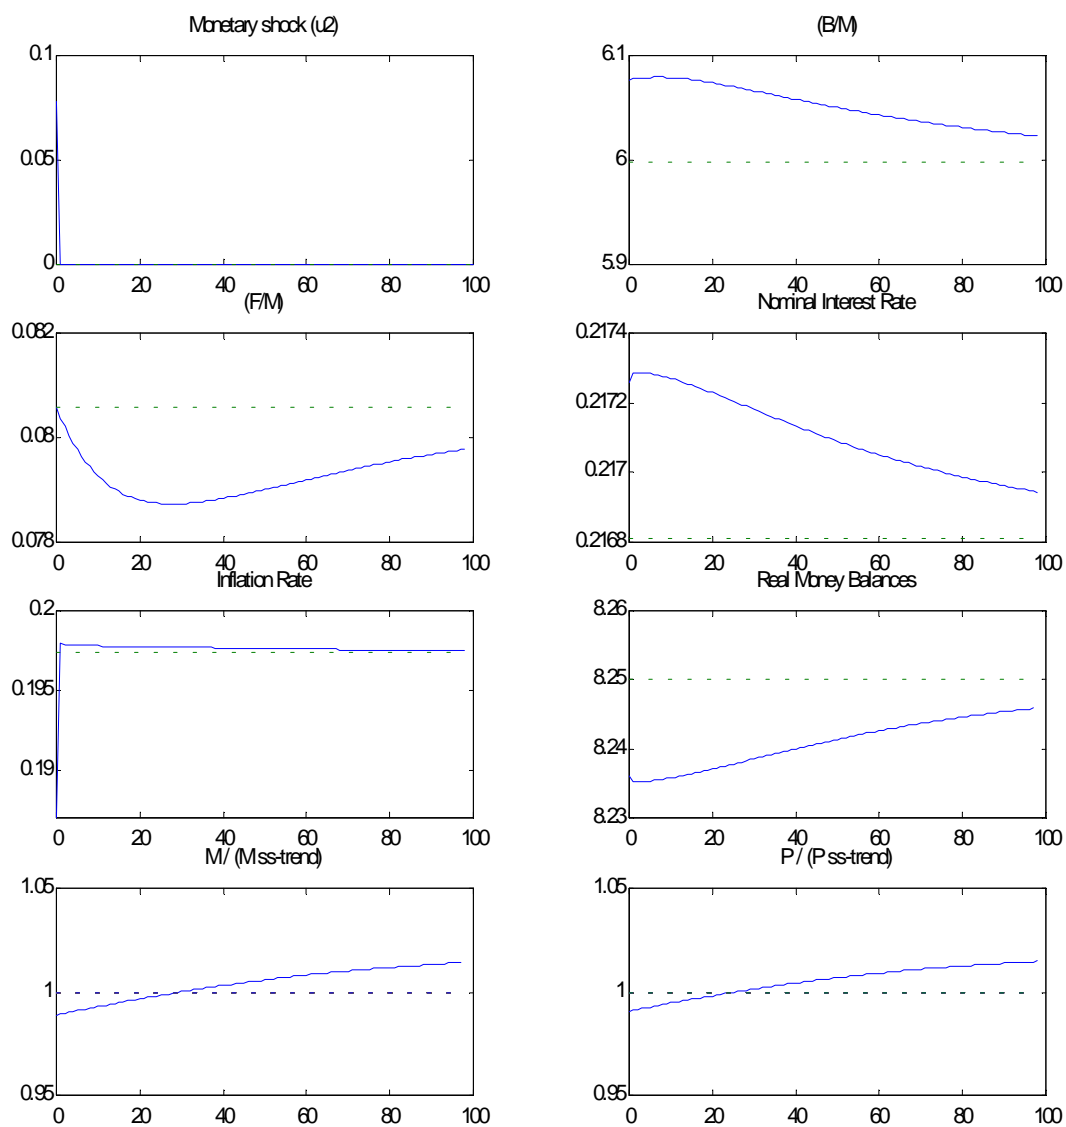 Monetary shock (u2)
0.1
0.05
0
0 20 40 60 80 100
(B/M)
6.1
6
5.9
0 20 40 60 80 100
(F/M)
0.082
0.08
0.078
0 20 40 60 80 100
Nominal Interest Rate
0.2174
0.2172
0.217
0.2168
0 20 40 60 80 100
Inflation Rate
0.2
0.195
0.19
0 20 40 60 80 100
Real Money Balances
8.26
8.25
8.24
8.23
0 20 40 60 80 100
M / (M ss-trend)
1.05
1
0.95
0 20 40 60 80 100
P / (P ss-trend)
1.05
1
0.95
0 20 40 60 80 100